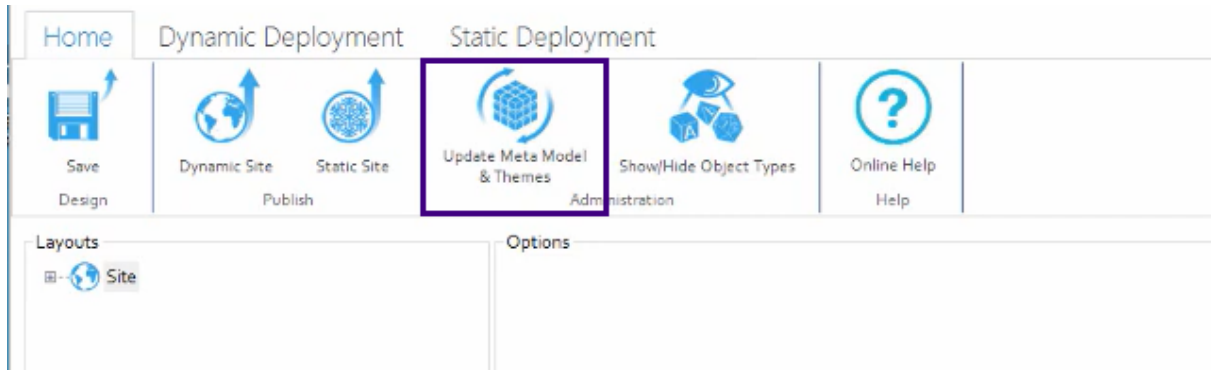 Home Dynamic Deployment Static Deployment
Save Dynamic Site Static Site Update Meta Model
& Themes Show/Hide Object Types Online Help
Design Publish Administration Help
Layouts Options
Site